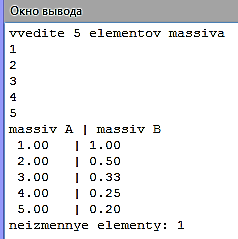 Окно вывода
vvedite 5 elementov massiva
1
2
3
4
5
massiv A | massiv B
1.00 | 1.00
2.00 | 0.50
3.00 | 0.33
4.00 | 0.25
5.00 | 0.20
neizmennye elementy: 1